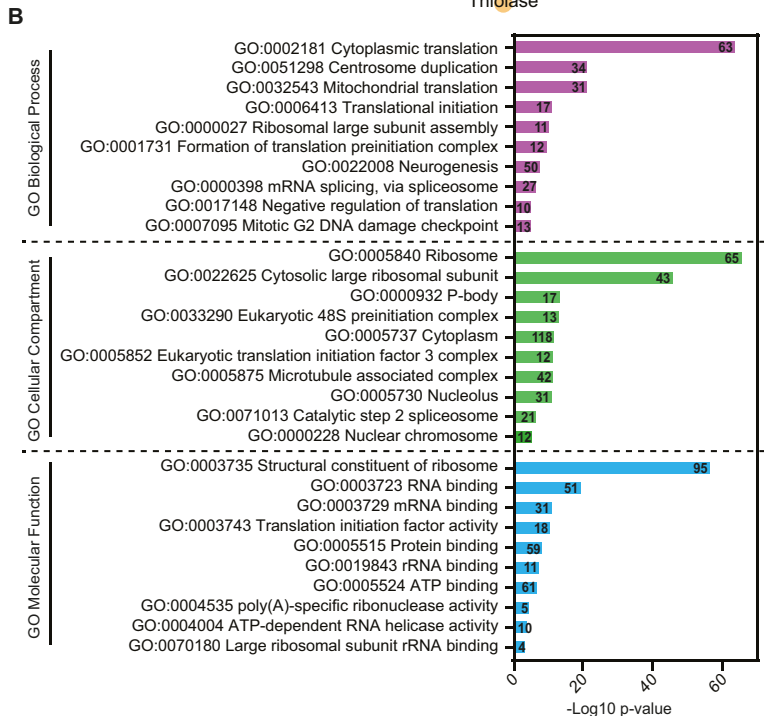 Thiolase
B
GO Biological Process
GO:0002181 Cytoplasmic translation 63
GO:0051298 Centrosome duplication 34
GO:0032543 Mitochondrial translation 31
GO:0006413 Translational initiation 17
GO:0000027 Ribosomal large subunit assembly 11
GO:0001731 Formation of translation preinitiation complex 12
GO:0022008 Neurogenesis 50
GO:0000398 mRNA splicing, via spliceosome 27
GO:0017148 Negative regulation of translation 10
GO:0007095 Mitotic G2 DNA damage checkpoint 13
GO Cellular Compartment
GO:0005840 Ribosome 65
GO:0022625 Cytosolic large ribosomal subunit 43
GO:0000932 P-body 17
GO:0033290 Eukaryotic 48S preinitiation complex 13
GO:0005737 Cytoplasm 118
GO:0005852 Eukaryotic translation initiation factor 3 complex 12
GO:0005875 Microtubule associated complex 42
GO:0005730 Nucleolus 31
GO:0071013 Catalytic step 2 spliceosome 21
GO:0000228 Nuclear chromosome 12
GO Molecular Function
GO:0003735 Structural constituent of ribosome 95
GO:0003723 RNA binding 51
GO:0003729 mRNA binding 31
GO:0003743 Translation initiation factor activity 18
GO:0005515 Protein binding 59
GO:0019843 rRNA binding 11
GO:0005524 ATP binding 61
GO:0004535 poly(A)-specific ribonuclease activity 5
GO:0004004 ATP-dependent RNA helicase activity 10
GO:0070180 Large ribosomal subunit rRNA binding 4
0 20 40 60
-Log10 p-value